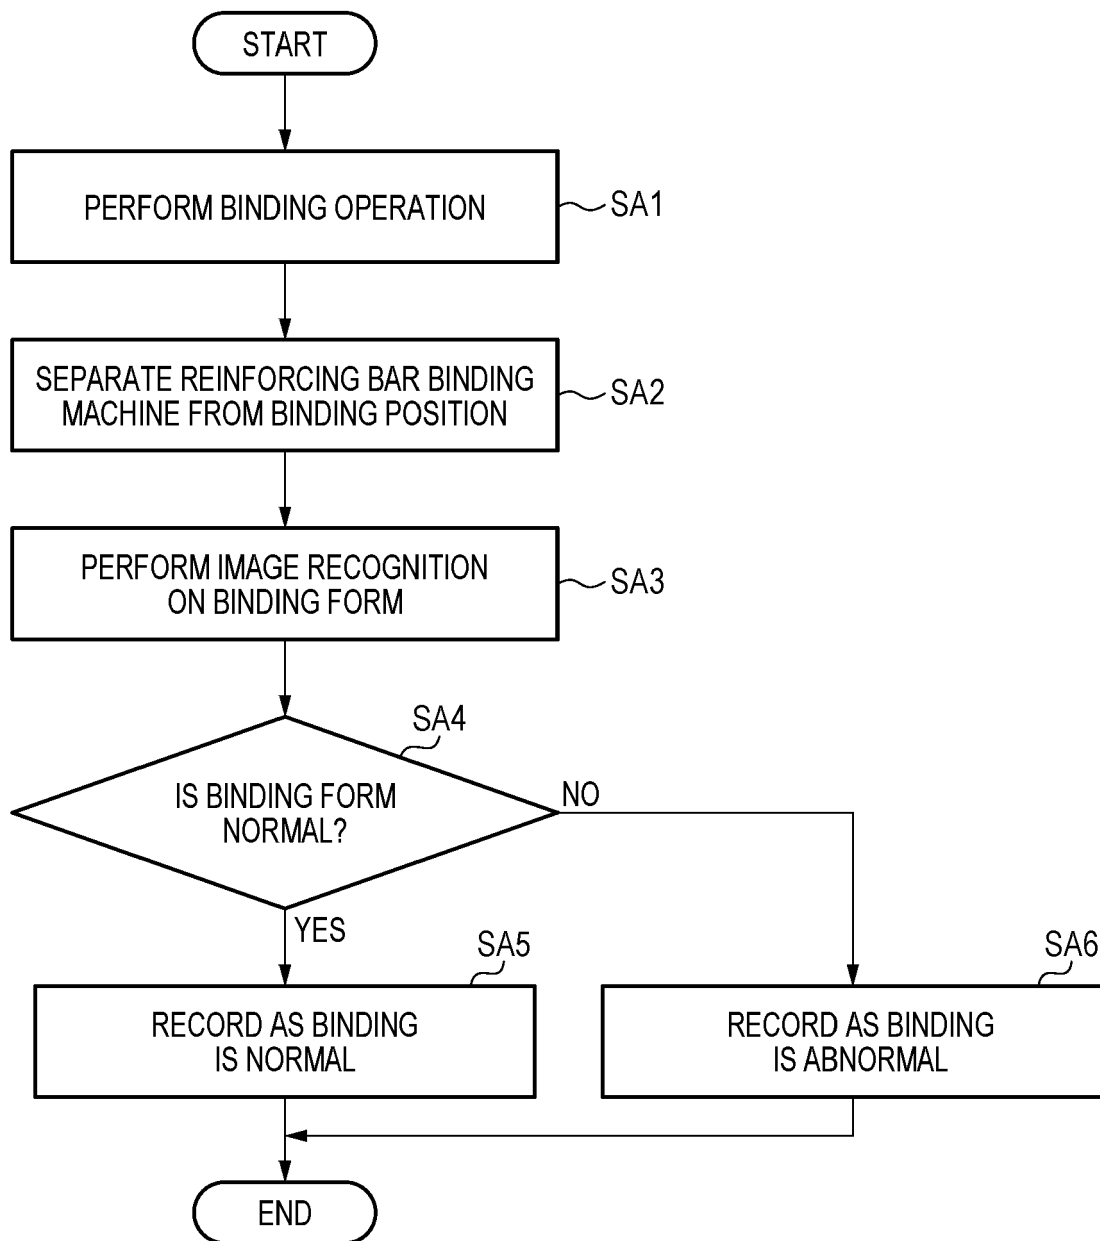 START
PERFORM BINDING OPERATION
SA1
SEPARATE REINFORCING BAR BINDING
MACHINE FROM BINDING POSITION
SA2
PERFORM IMAGE RECOGNITION
ON BINDING FORM
SA3
SA4
IS BINDING FORM
NORMAL?
NO
YES
SA5
RECORD AS BINDING
IS NORMAL
SA6
RECORD AS BINDING
IS ABNORMAL
END